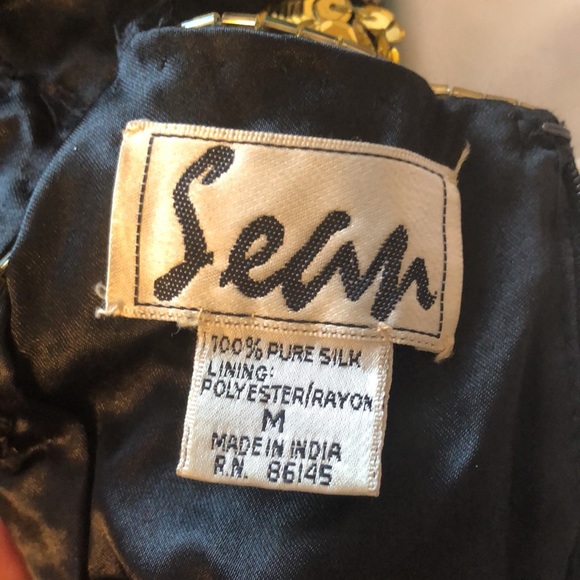 Sean
100% PURE SILK
LINING:
POLYESTER/RAYON
M
MADE IN INDIA
R.N. 86145